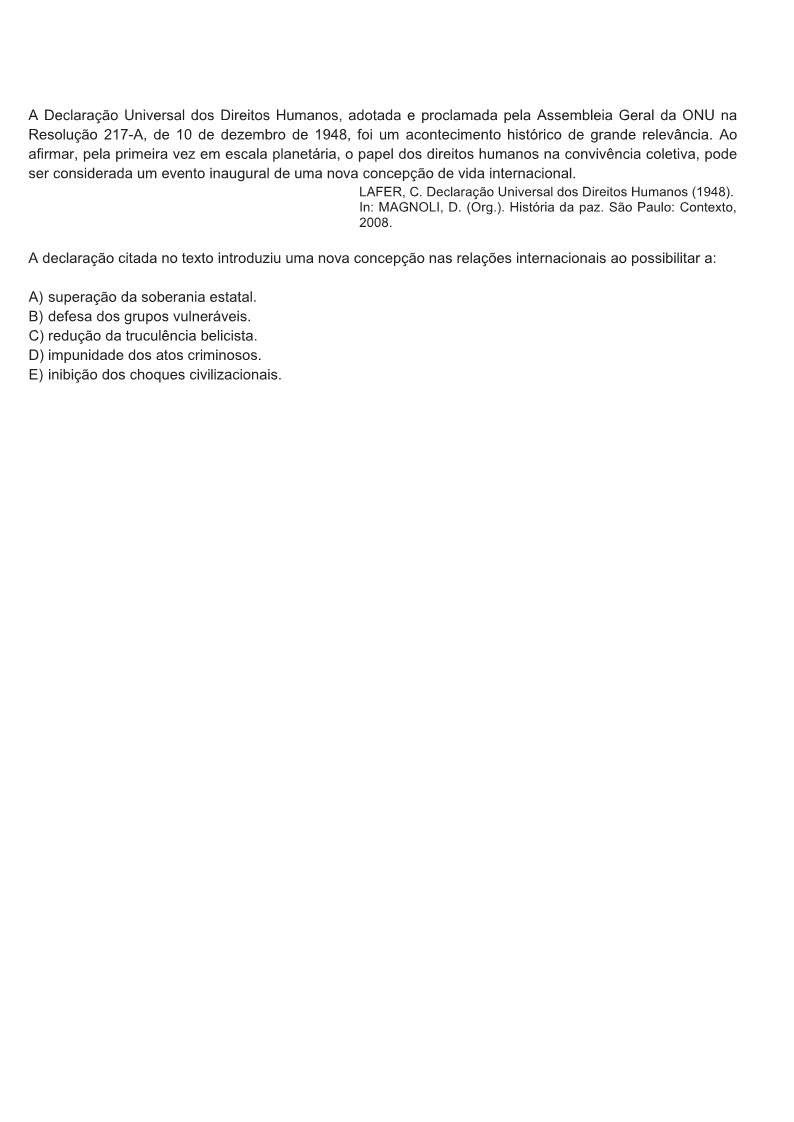 A Declaração Universal dos Direitos Humanos, adotada e proclamada pela Assembleia Geral da ONU na
Resolução 217-A, de 10 de dezembro de 1948, foi um acontecimento histórico de grande relevância. Ao
afirmar, pela primeira vez em escala planetária, o papel dos direitos humanos na convivência coletiva, pode
ser considerada um evento inaugural de uma nova concepção de vida internacional.
LAFER, C. Declaração Universal dos Direitos Humanos (1948).
In: MAGNOLI, D. (Org.). História da paz. São Paulo: Contexto,
2008.
A declaração citada no texto introduziu uma nova concepção nas relações internacionais ao possibilitar a:
A) superação da soberania estatal.
B) defesa dos grupos vulneráveis.
C) redução da truculência belicista.
D) impunidade dos atos criminosos.
E) inibição dos choques civilizacionais.